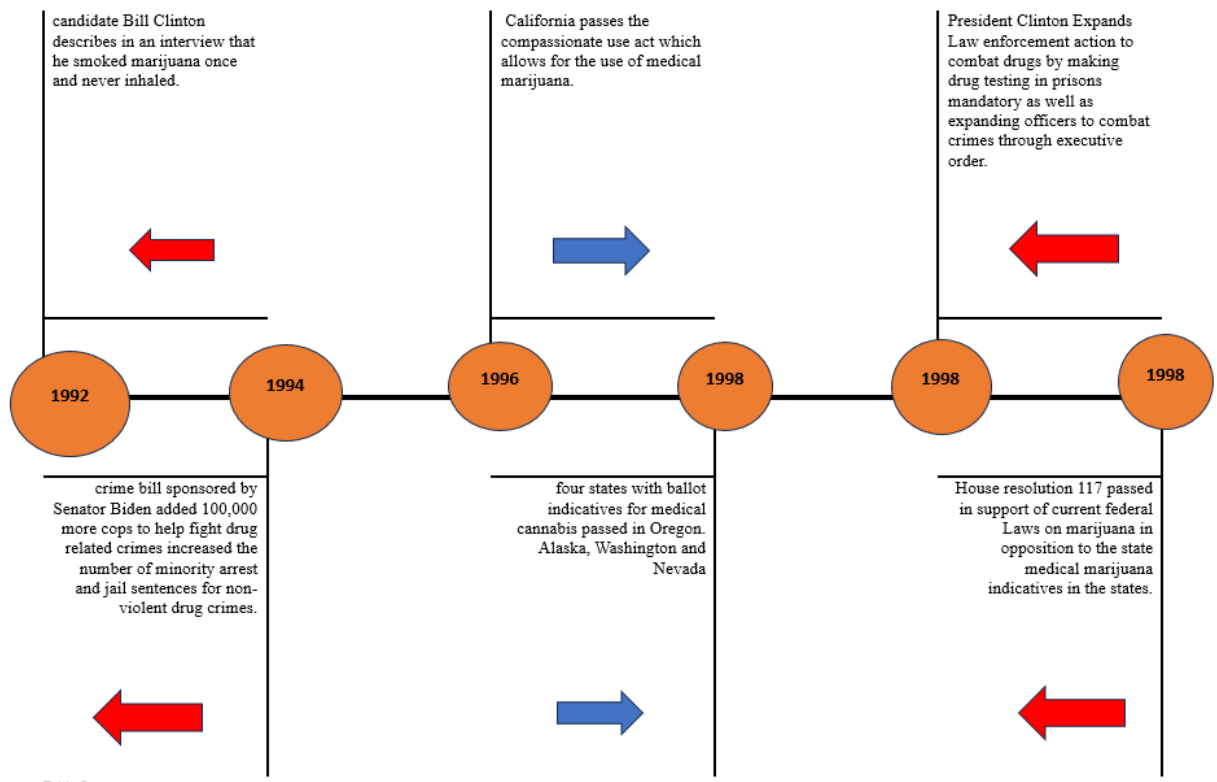 candidate Bill Clinton
describes in an interview that
he smoked marijuana once
and never inhaled.
California passes the
compassionate use act which
allows for the use of medical
marijuana.
President Clinton Expands
Law enforcement action to
combat drugs by making
drug testing in prisons
mandatory as well as
expanding officers to combat
crimes through executive
order.
1992
1994
1996
1998
1998
1998
crime bill sponsored by
Senator Biden added 100,000
more cops to help fight drug
related crimes increased the
number of minority arrest
and jail sentences for non-
violent drug crimes.
four states with ballot
indicatives for medical
cannabis passed in Oregon.
Alaska, Washington and
Nevada
House resolution 117 passed
in support of current federal
Laws on marijuana in
opposition to the state
medical marijuana
indicatives in the states.